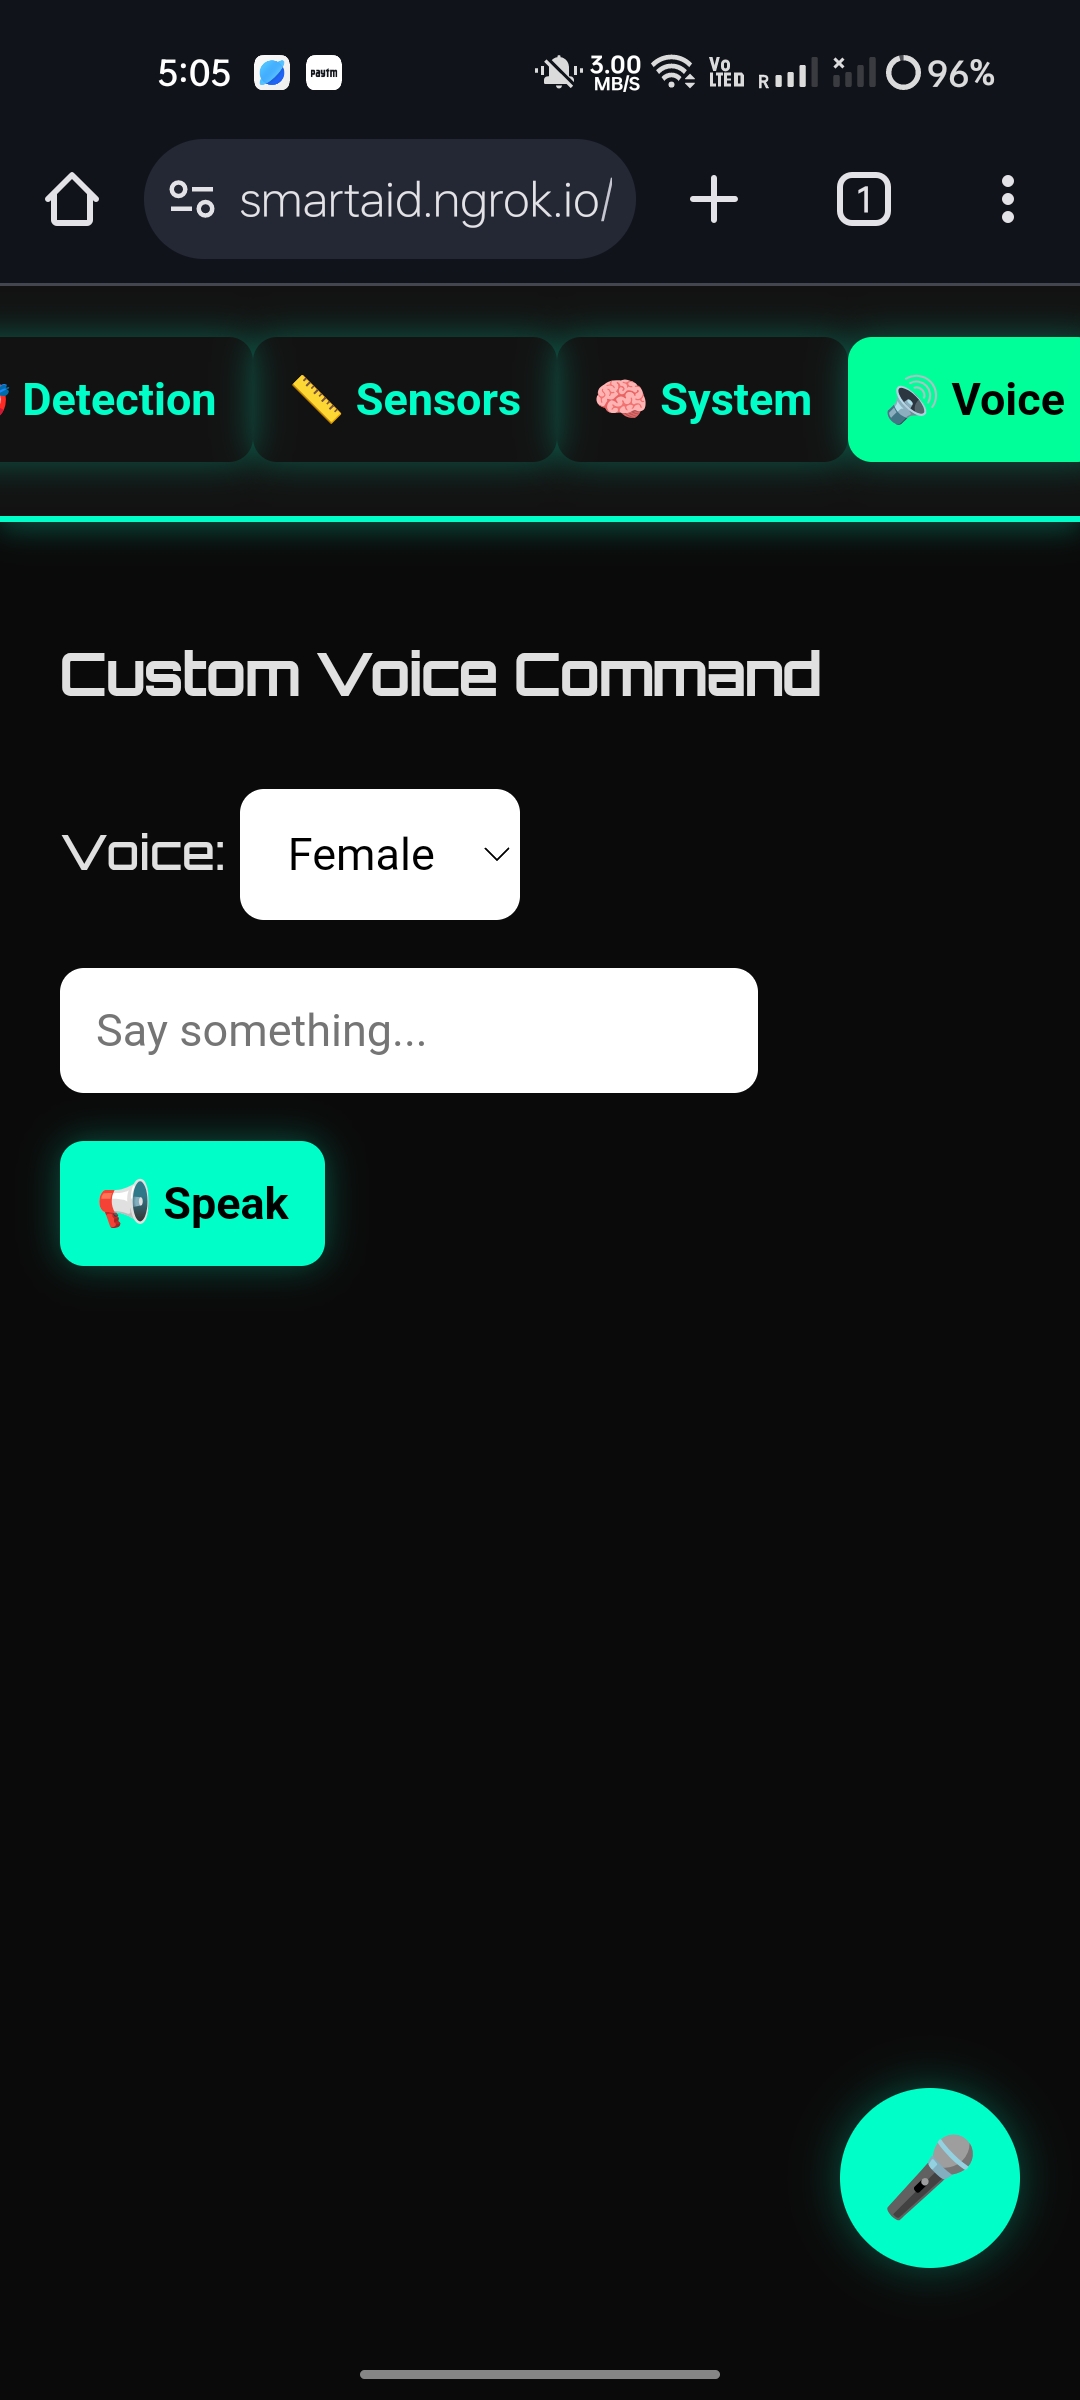 5:05 paytm 3.00 MB/S Vo LTED R 96%
smartaid.ngrok.io/ 1
Detection Sensors System Voice
Custom Voice Command
Voice: Female
Say something...
Speak